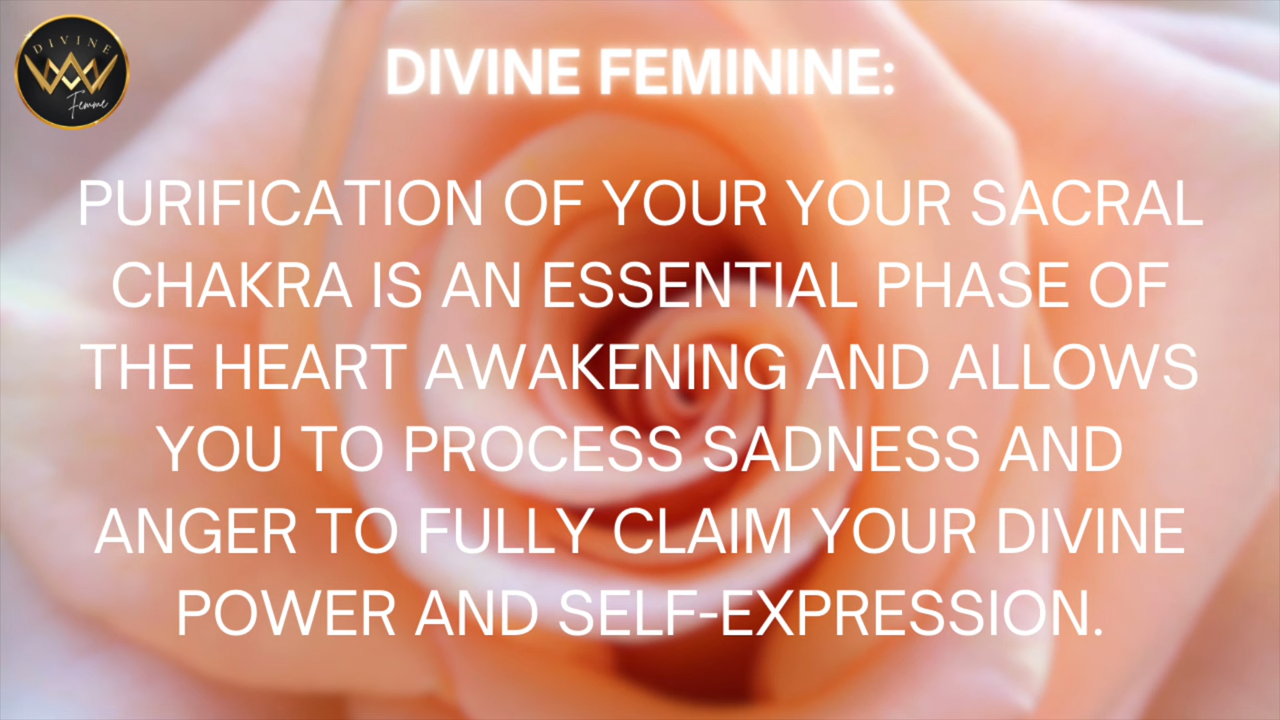 DIVINE
Femme
DIVINE FEMININE:
PURIFICATION OF YOUR YOUR SACRAL
CHAKRA IS AN ESSENTIAL PHASE OF
THE HEART AWAKENING AND ALLOWS
YOU TO PROCESS SADNESS AND
ANGER TO FULLY CLAIM YOUR DIVINE
POWER AND SELF-EXPRESSION.